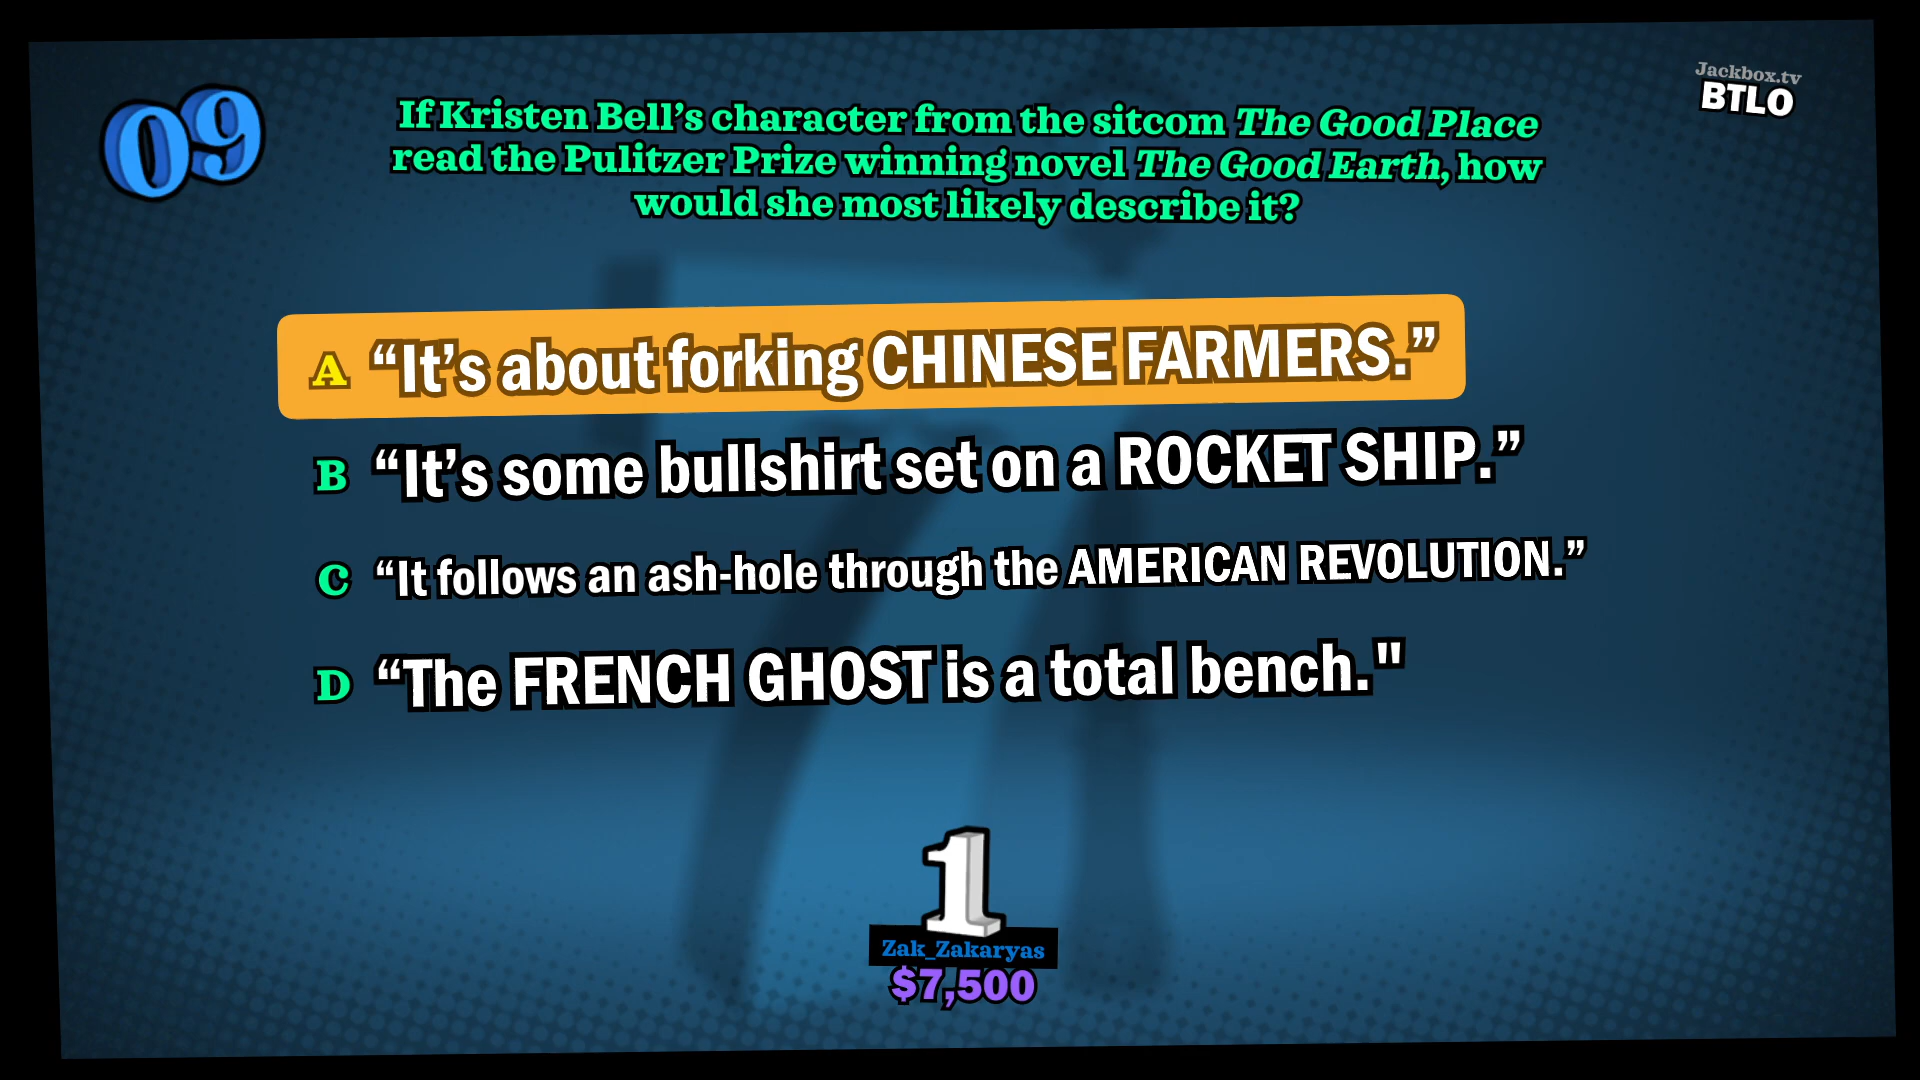 09
If Kristen Bell’s character from the sitcom The Good Place
read the Pulitzer Prize winning novel The Good Earth, how
would she most likely describe it?
Jackbox.tv
BTLO
A “It’s about forking CHINESE FARMERS.”
B “It’s some bullshirt set on a ROCKET SHIP.”
C “It follows an ash-hole through the AMERICAN REVOLUTION.”
D “The FRENCH GHOST is a total bench."
1
Zak_Zakaryas
$7,500